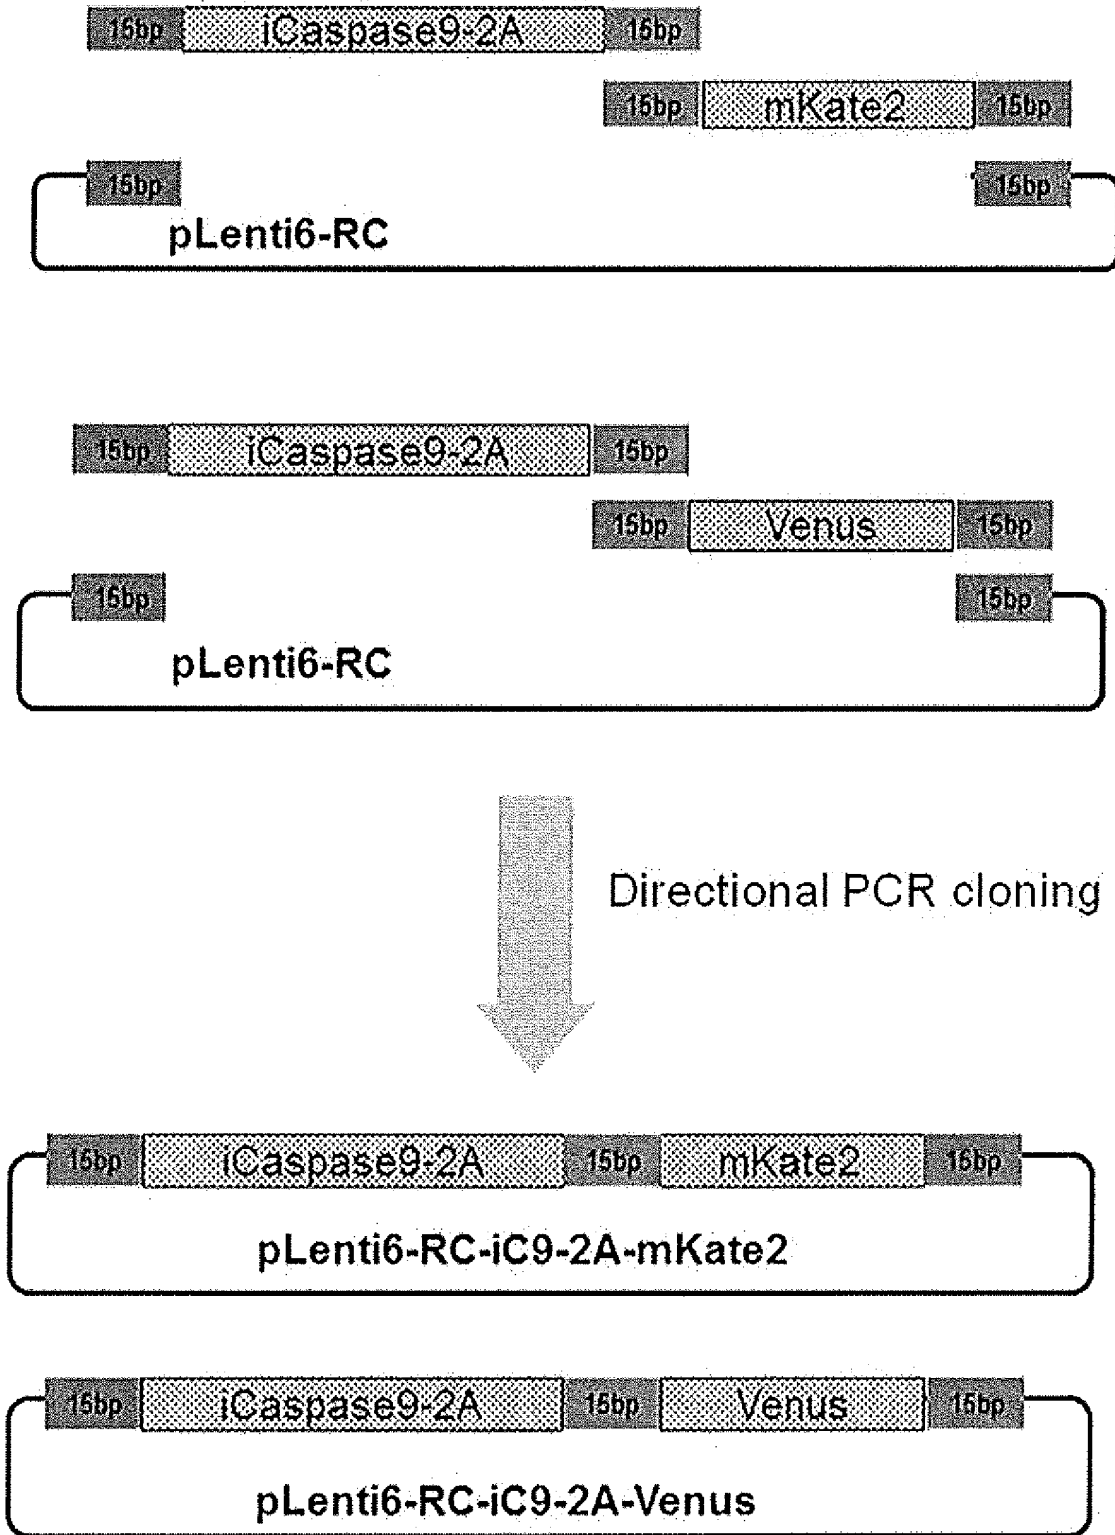 15bp iCaspase9-2A 15bp
15bp mKate2 15bp
15bp 15bp
pLenti6-RC
15bp iCaspase9-2A 15bp
15bp Venus 15bp
15bp 15bp
pLenti6-RC
Directional PCR cloning
15bp iCaspase9-2A 15bp mKate2 15bp
pLenti6-RC-iC9-2A-mKate2
15bp iCaspase9-2A 15bp Venus 15bp
pLenti6-RC-iC9-2A-Venus